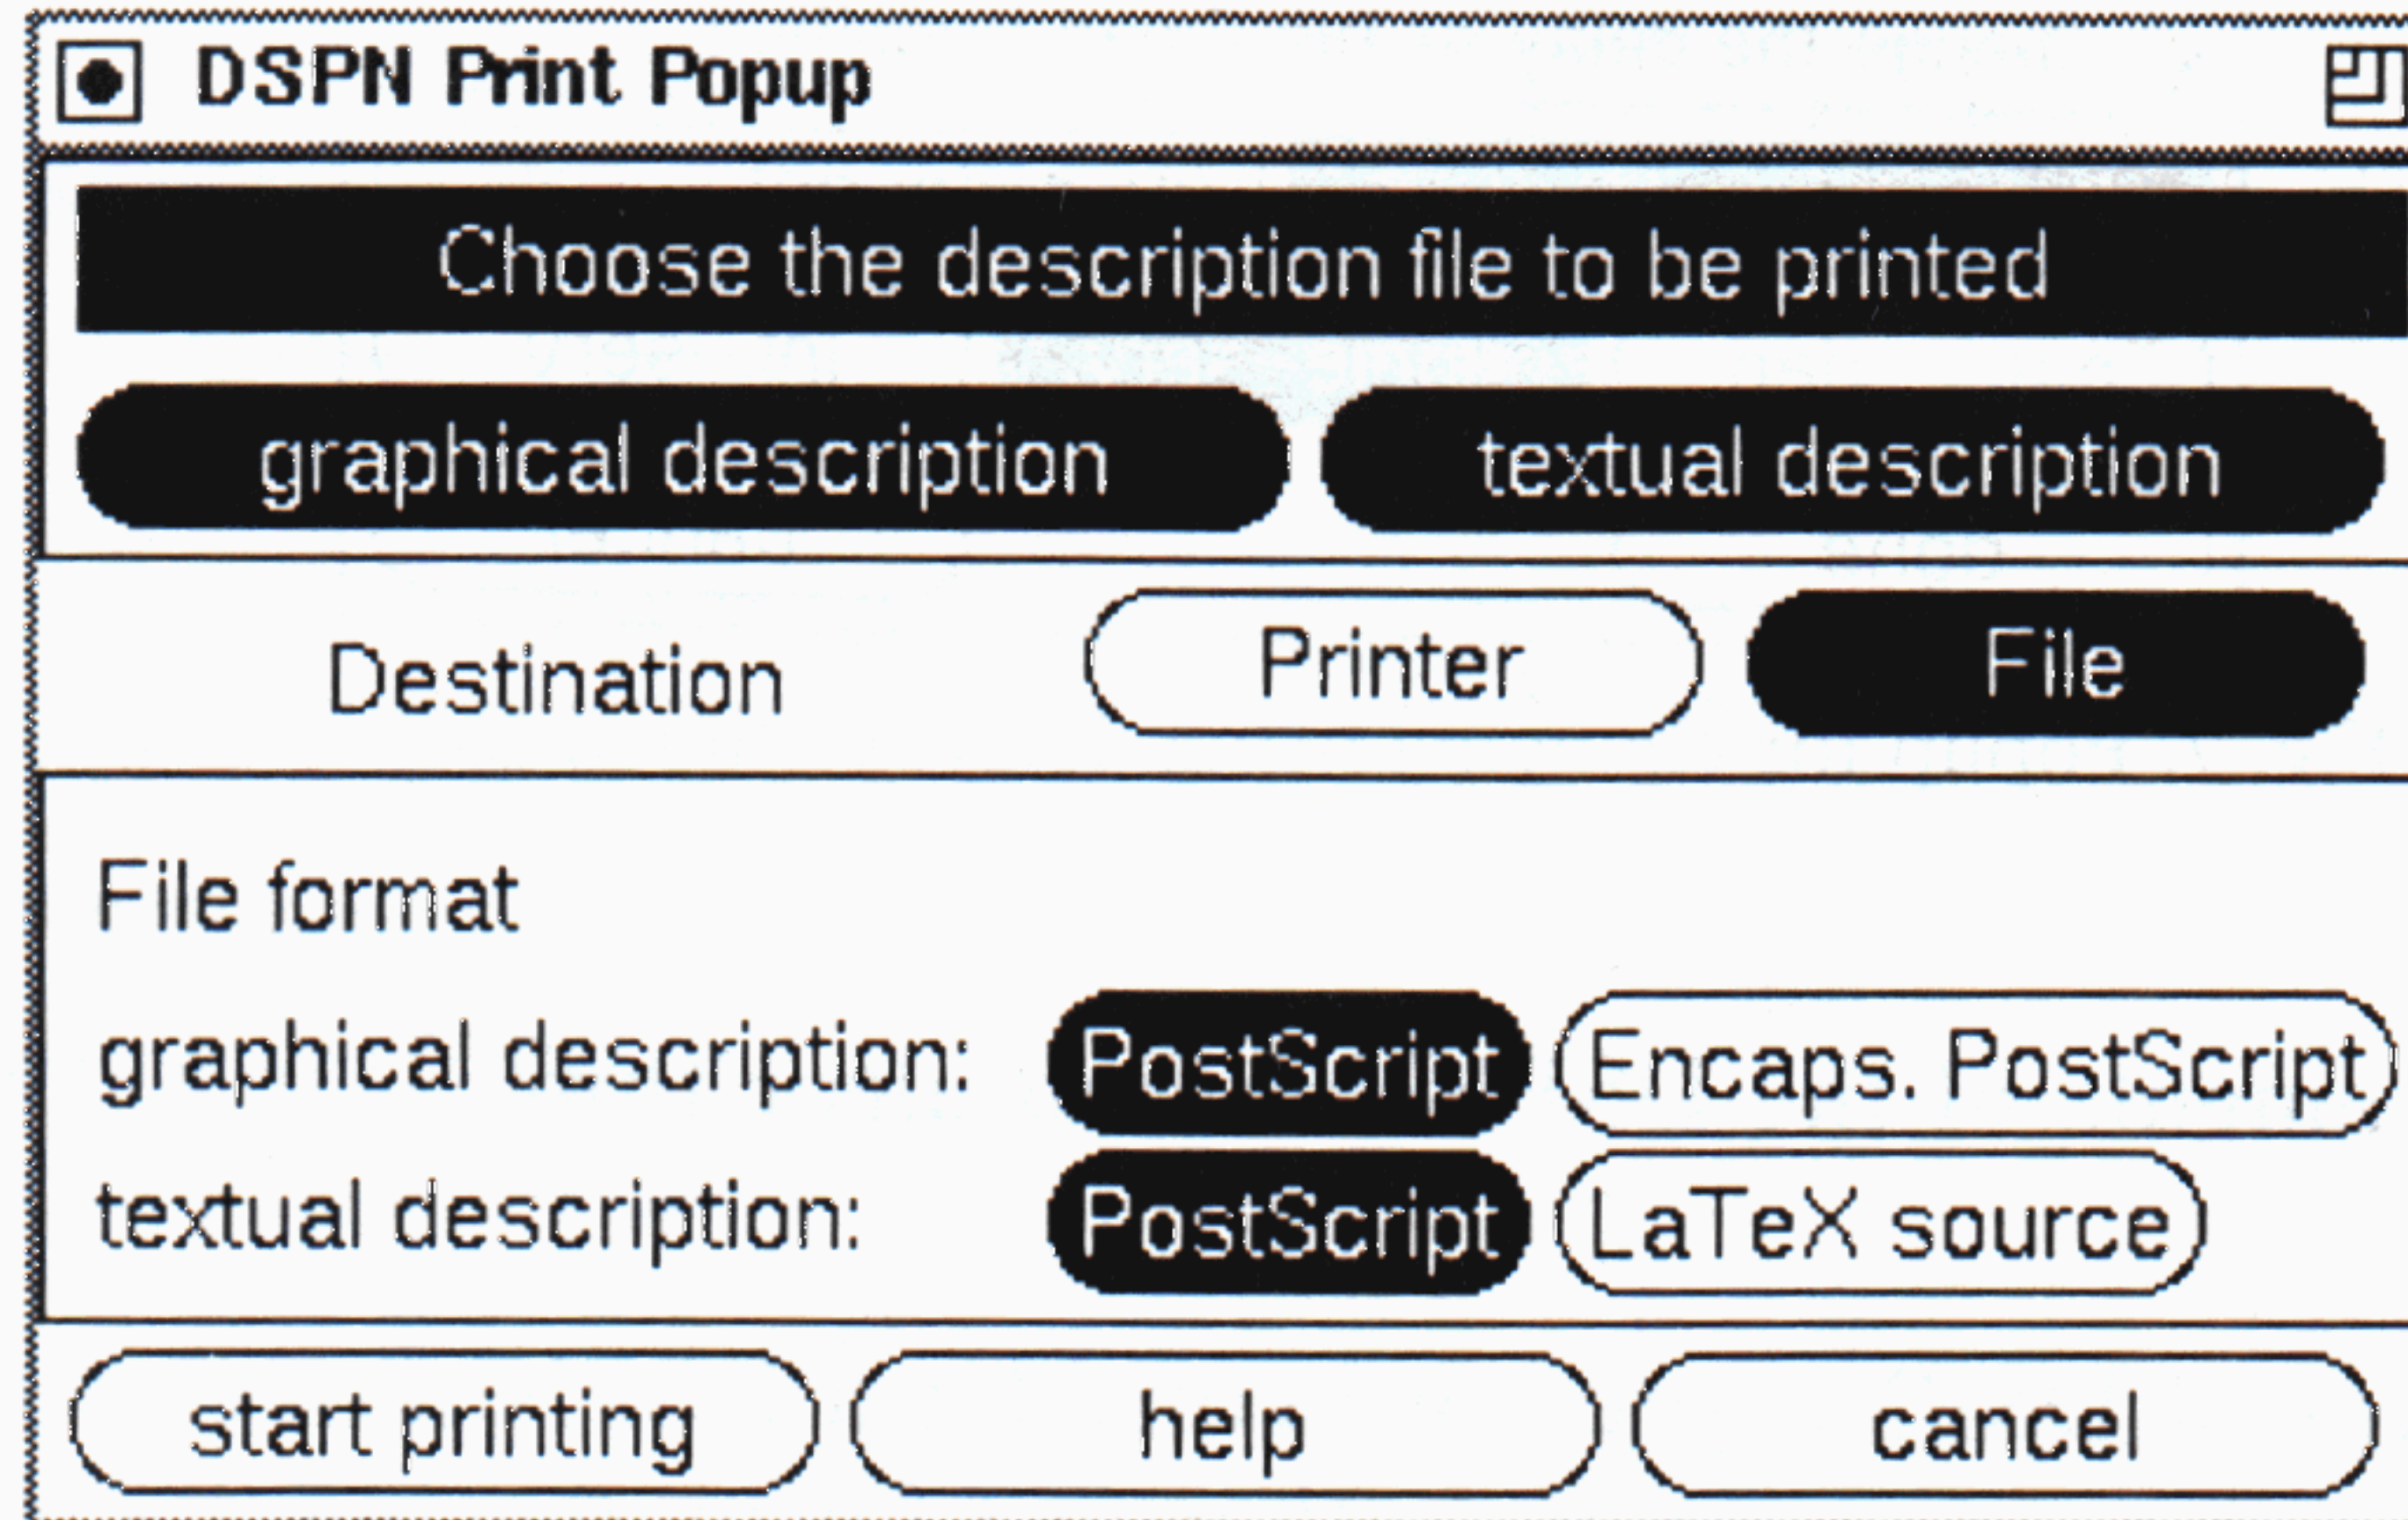 DSPN Print Popup
Choose the description file to be printed
graphical description textual description
Destination Printer File
File format
graphical description: PostScript Encaps. PostScript
textual description: PostScript LaTeX source
start printing help cancel